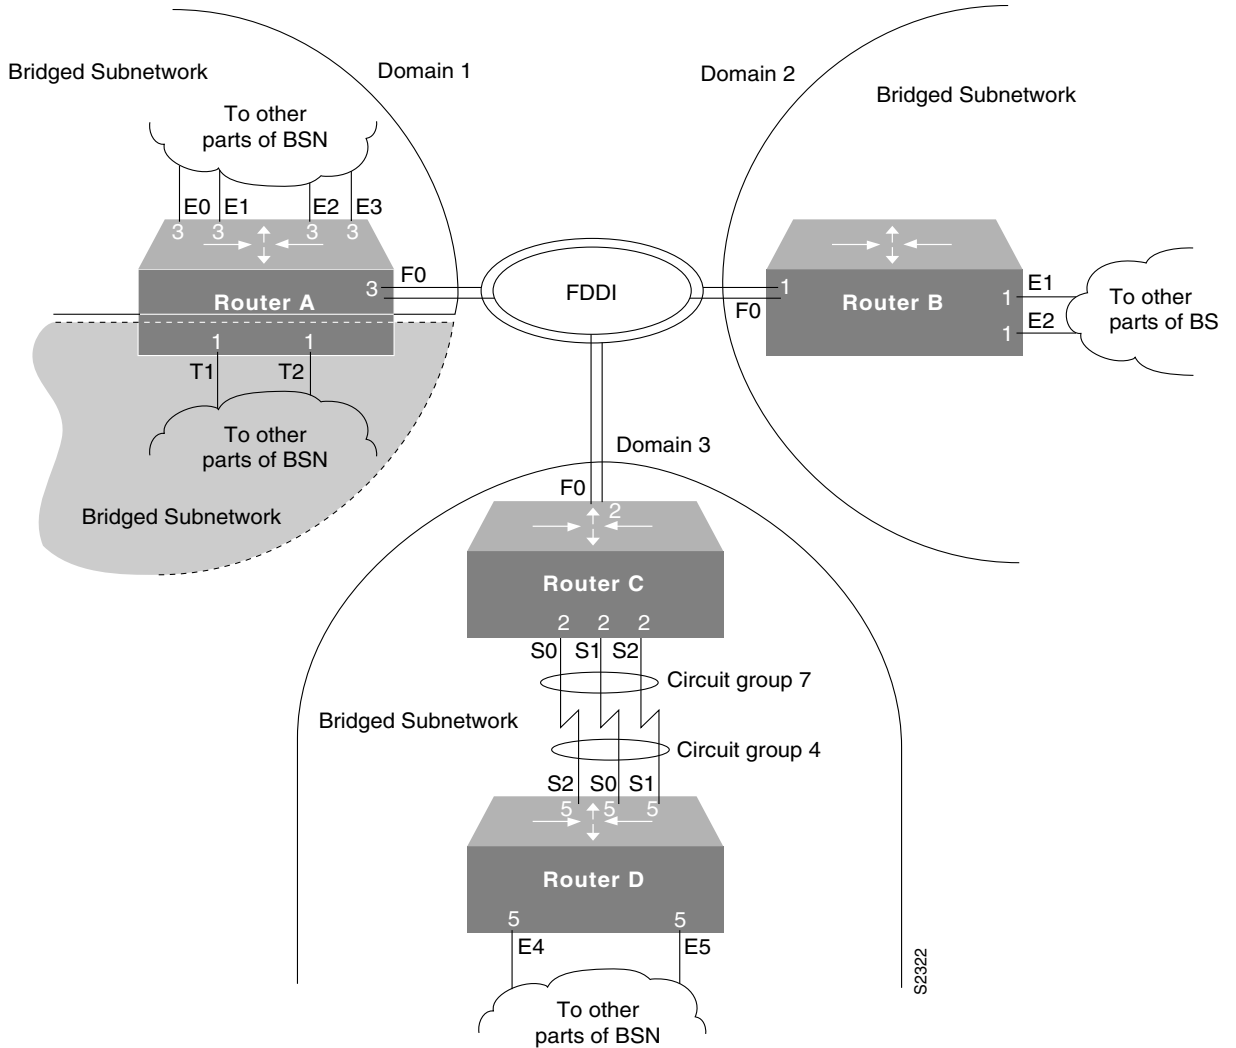 Bridged Subnetwork
Domain 1
Domain 2
Bridged Subnetwork
To other
parts of BSN
E0 E1 E2 E3
3 3 3 3
Router A
3
F0
FDDI
1
F0
Router B
1
E1
1
E2
To other
parts of BS
1 1
T1 T2
To other
parts of BSN
Bridged Subnetwork
Domain 3
F0
2
Router C
2 2 2
S0 S1 S2
Circuit group 7
Bridged Subnetwork
Circuit group 4
S2 S0 S1
5 5 5
Router D
5 5
E4 E5
To other
parts of BSN
S2322